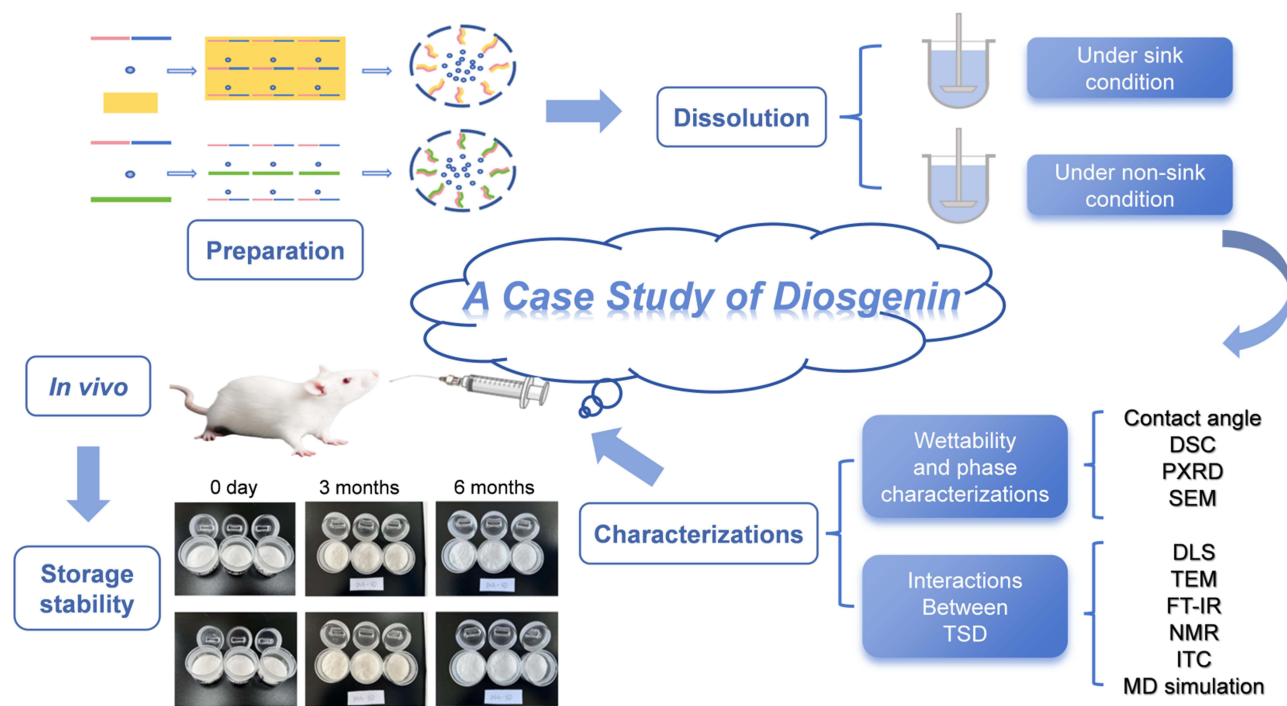 Preparation
Dissolution
Under sink
condition
Under non-sink
condition
A Case Study of Diosgenin
In vivo
Storage
stability
0 day
3 months
6 months
Characterizations
Wettability
and phase
characterizations
Interactions
Between
TSD
Contact angle
DSC
PXRD
SEM
DLS
TEM
FT-IR
NMR
ITC
MD simulation